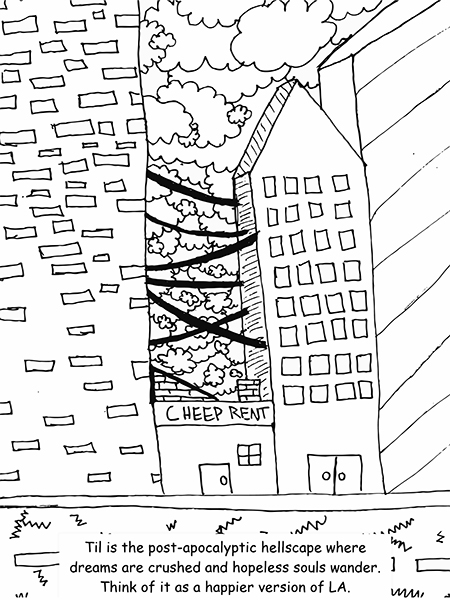 CHEEP RENT
Til is the post-apocalyptic hellscape where
dreams are crushed and hopeless souls wander.
Think of it as a happier version of LA.